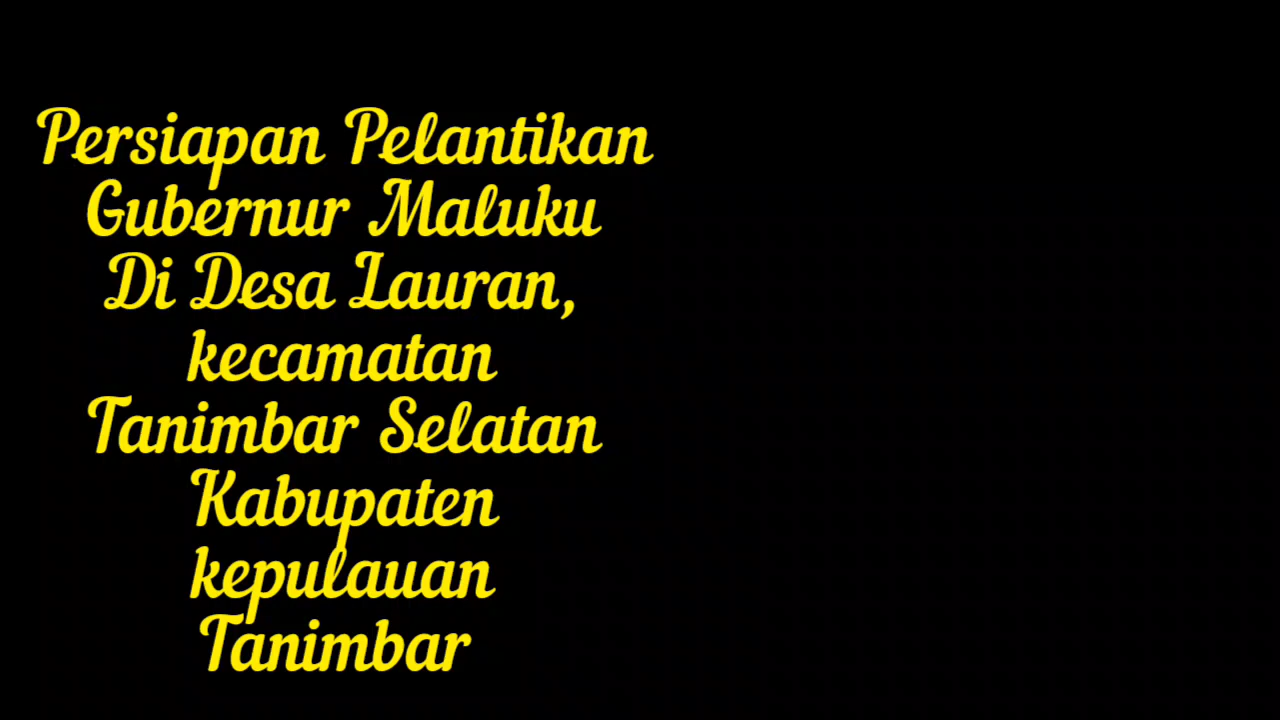 Persiapan Pelantikan
Gubernur Maluku
Di Desa Lauran,
kecamatan
Tanimbar Selatan
Kabupaten
kepulauan
Tanimbar